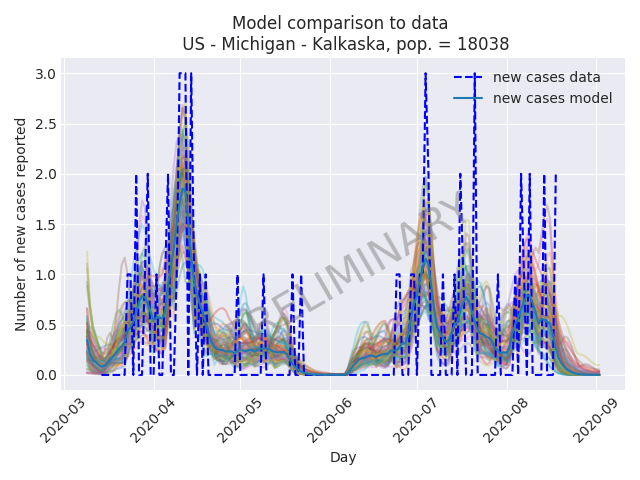 Model comparison to data
US - Michigan - Kalkaska, pop. = 18038
new cases data
new cases model
3.0
2.5
2.0
1.5
1.0
0.5
0.0
Number of new cases reported
PRELIMINARY
2020-03
2020-04
2020-05
2020-06
2020-07
2020-08
2020-09
Day